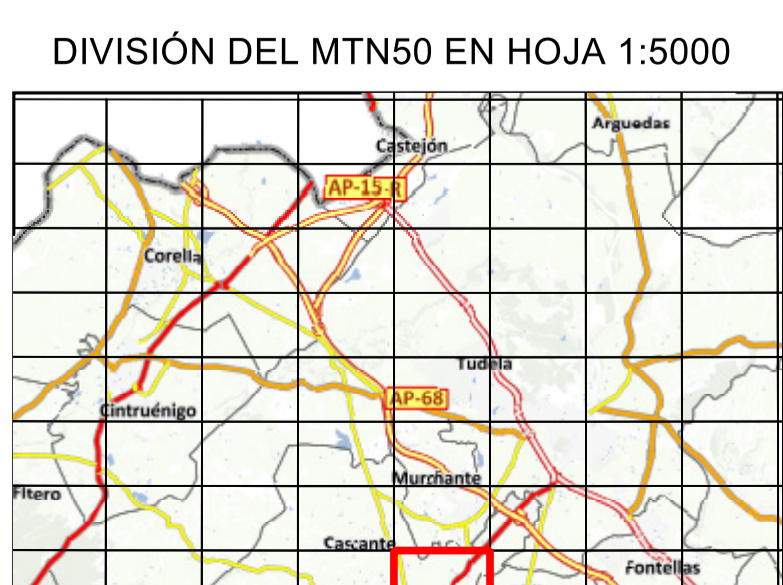 DIVISIÓN DEL MTN50 EN HOJA 1:5000
Arguedas
Castejón
AP-15-R
Corella
Tudela
AP-68
Cintruénigo
Murchante
Fitero
Cascante
Fontellas